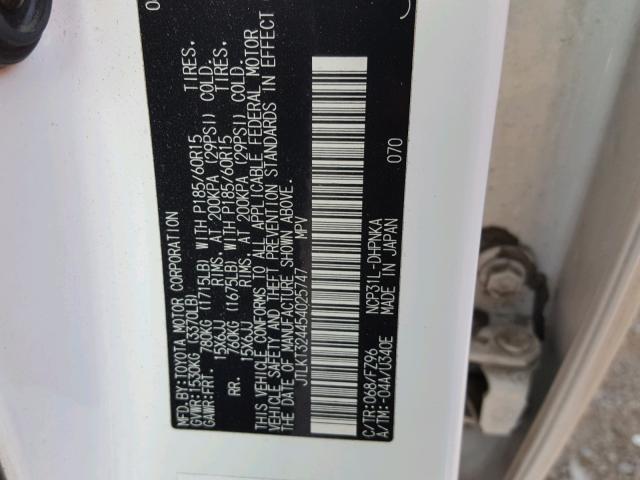 MFD.BY:TOYOTA MOTOR CORPORATION
GVWR:1530KG(3370LB)
GAWR:FRT. 780KG (1715LB) WITH P185/60R15 TIRES.
15X6JJ RIMS. AT 200KPA (29PSI) COLD.
RR. 760KG (1675LB) WITH P185/60R15 TIRES.
15X6JJ RIMS. AT 200KPA (29PSI) COLD.
THIS VEHICLE CONFORMS TO ALL APPLICABLE FEDERAL MOTOR
VEHICLE SAFETY AND THEFT PREVENTION STANDARDS IN EFFECT
ON THE DATE OF MANUFACTURE SHOWN ABOVE.
JTLKT324454025747 MPV
070
C/TR:068/FZ96 NCP31L-DHPNKA
A/TM:-04A/U340E MADE IN JAPAN